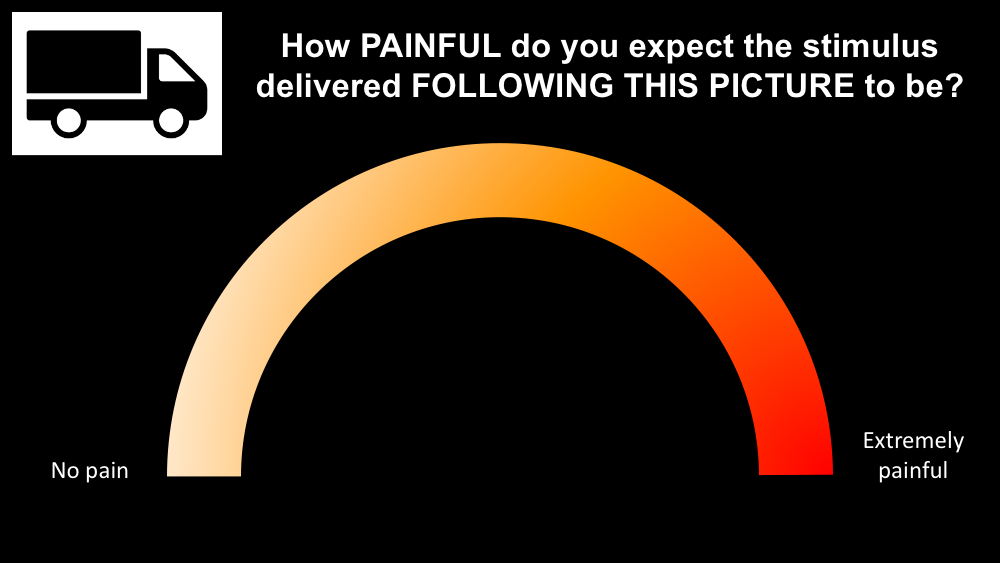 How PAINFUL do you expect the stimulus
delivered FOLLOWING THIS PICTURE to be?
No pain
Extremely
painful